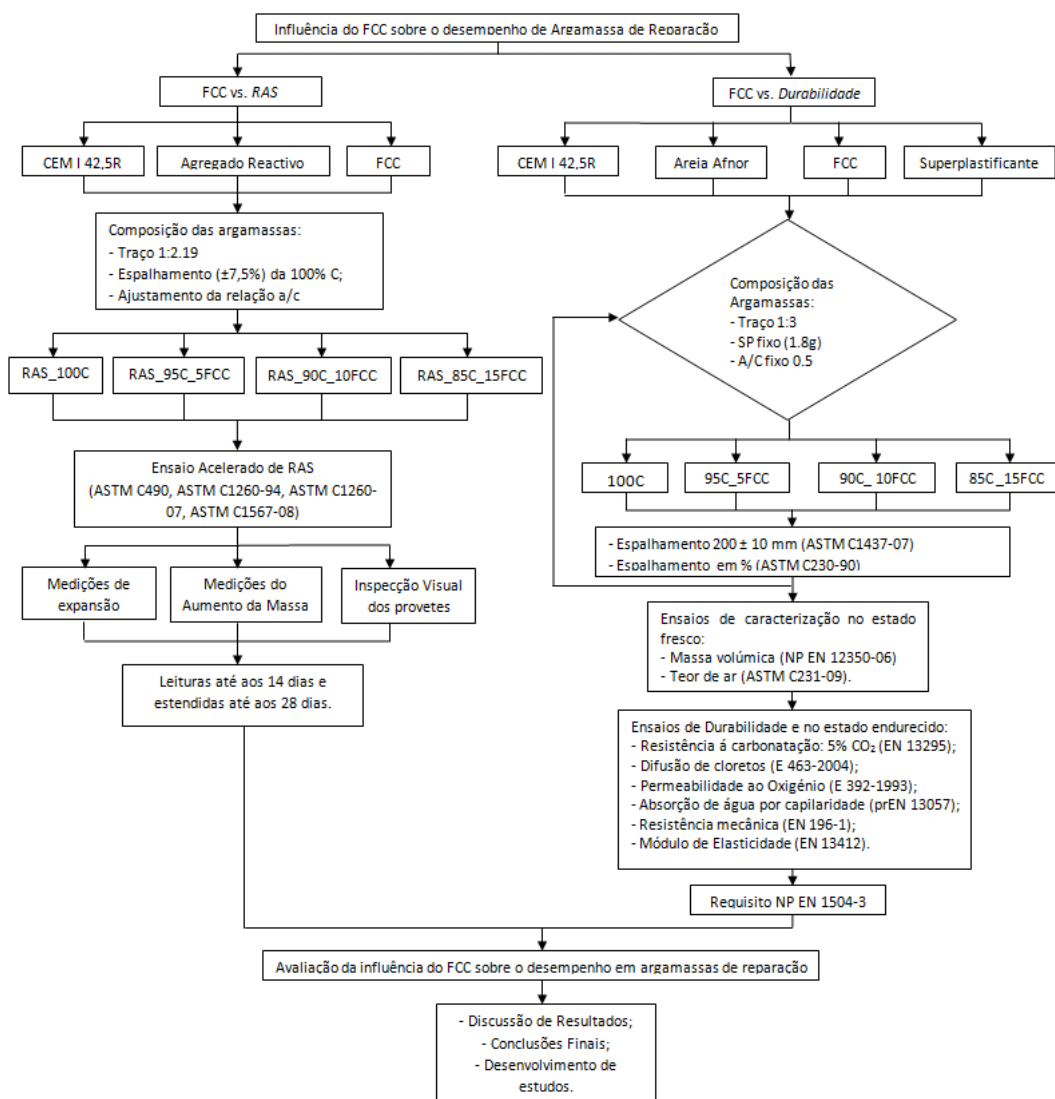 Influência do FCC sobre o desempenho de Argamassa de Reparação
FCC vs. RAS
FCC vs. Durabilidade
CEM I 42,5R
Agregado Reactivo
FCC
CEM I 42,5R
Areia Afnor
FCC
Superplastificante
Composição das argamassas:
- Traço 1:2.19
- Espalhamento (±7,5%) da 100% C;
- Ajustamento da relação a/c
Composição das
Argamassas:
- Traço 1:3
- SP fixo (1.8g)
- A/C fixo 0.5
RAS_100C
RAS_95C_5FCC
RAS_90C_10FCC
RAS_85C_15FCC
100C
95C_5FCC
90C_ 10FCC
85C_15FCC
Ensaio Acelerado de RAS
(ASTM C490, ASTM C1260-94, ASTM C1260-
07, ASTM C1567-08)
- Espalhamento 200 ± 10 mm (ASTM C1437-07)
- Espalhamento em % (ASTM C230-90)
Medições de
expansão
Medições do
Aumento da Massa
Inspecção Visual
dos provetes
Ensaios de caracterização no estado
fresco:
- Massa volúmica (NP EN 12350-06)
- Teor de ar (ASTM C231-09).
Leituras até aos 14 dias e
estendidas até aos 28 dias.
Ensaios de Durabilidade e no estado endurecido:
- Resistência á carbonatação: 5% CO₂ (EN 13295);
- Difusão de cloretos (E 463-2004);
- Permeabilidade ao Oxigénio (E 392-1993);
- Absorção de água por capilaridade (prEN 13057);
- Resistência mecânica (EN 196-1);
- Módulo de Elasticidade (EN 13412).
Requisito NP EN 1504-3
Avaliação da influência do FCC sobre o desempenho em argamassas de reparação
- Discussão de Resultados;
- Conclusões Finais;
- Desenvolvimento de
estudos.